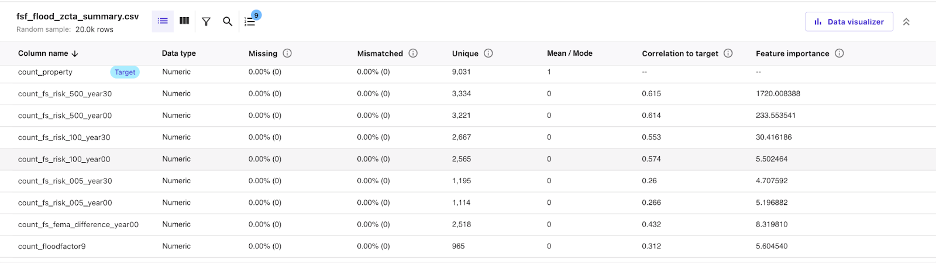 fsf_flood_zcta_summary.csv
Random sample: 20.0k rows
9
Data visualizer
Column name Data type Missing Mismatched Unique Mean / Mode Correlation to target Feature importance
count_property Target Numeric 0.00% (0) 0.00% (0) 9,031 1 -- --
count_fs_risk_500_year30 Numeric 0.00% (0) 0.00% (0) 3,334 0 0.615 1720.008388
count_fs_risk_500_year00 Numeric 0.00% (0) 0.00% (0) 3,221 0 0.614 233.553541
count_fs_risk_100_year30 Numeric 0.00% (0) 0.00% (0) 2,667 0 0.553 30.416186
count_fs_risk_100_year00 Numeric 0.00% (0) 0.00% (0) 2,565 0 0.574 5.502464
count_fs_risk_005_year30 Numeric 0.00% (0) 0.00% (0) 1,195 0 0.26 4.707592
count_fs_risk_005_year00 Numeric 0.00% (0) 0.00% (0) 1,114 0 0.266 5.196882
count_fs_fema_difference_year00 Numeric 0.00% (0) 0.00% (0) 2,518 0 0.432 8.319810
count_floodfactor9 Numeric 0.00% (0) 0.00% (0) 965 0 0.312 5.604540